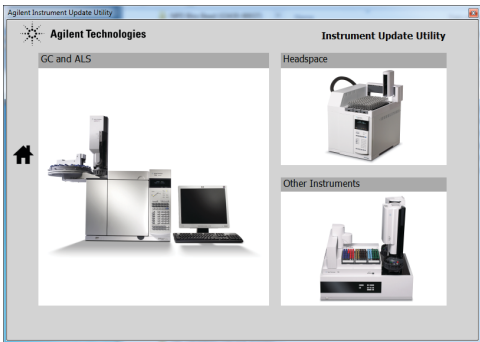 Agilent Instrument Update Utility
Agilent Technologies
Instrument Update Utility
GC and ALS
Headspace
Other Instruments